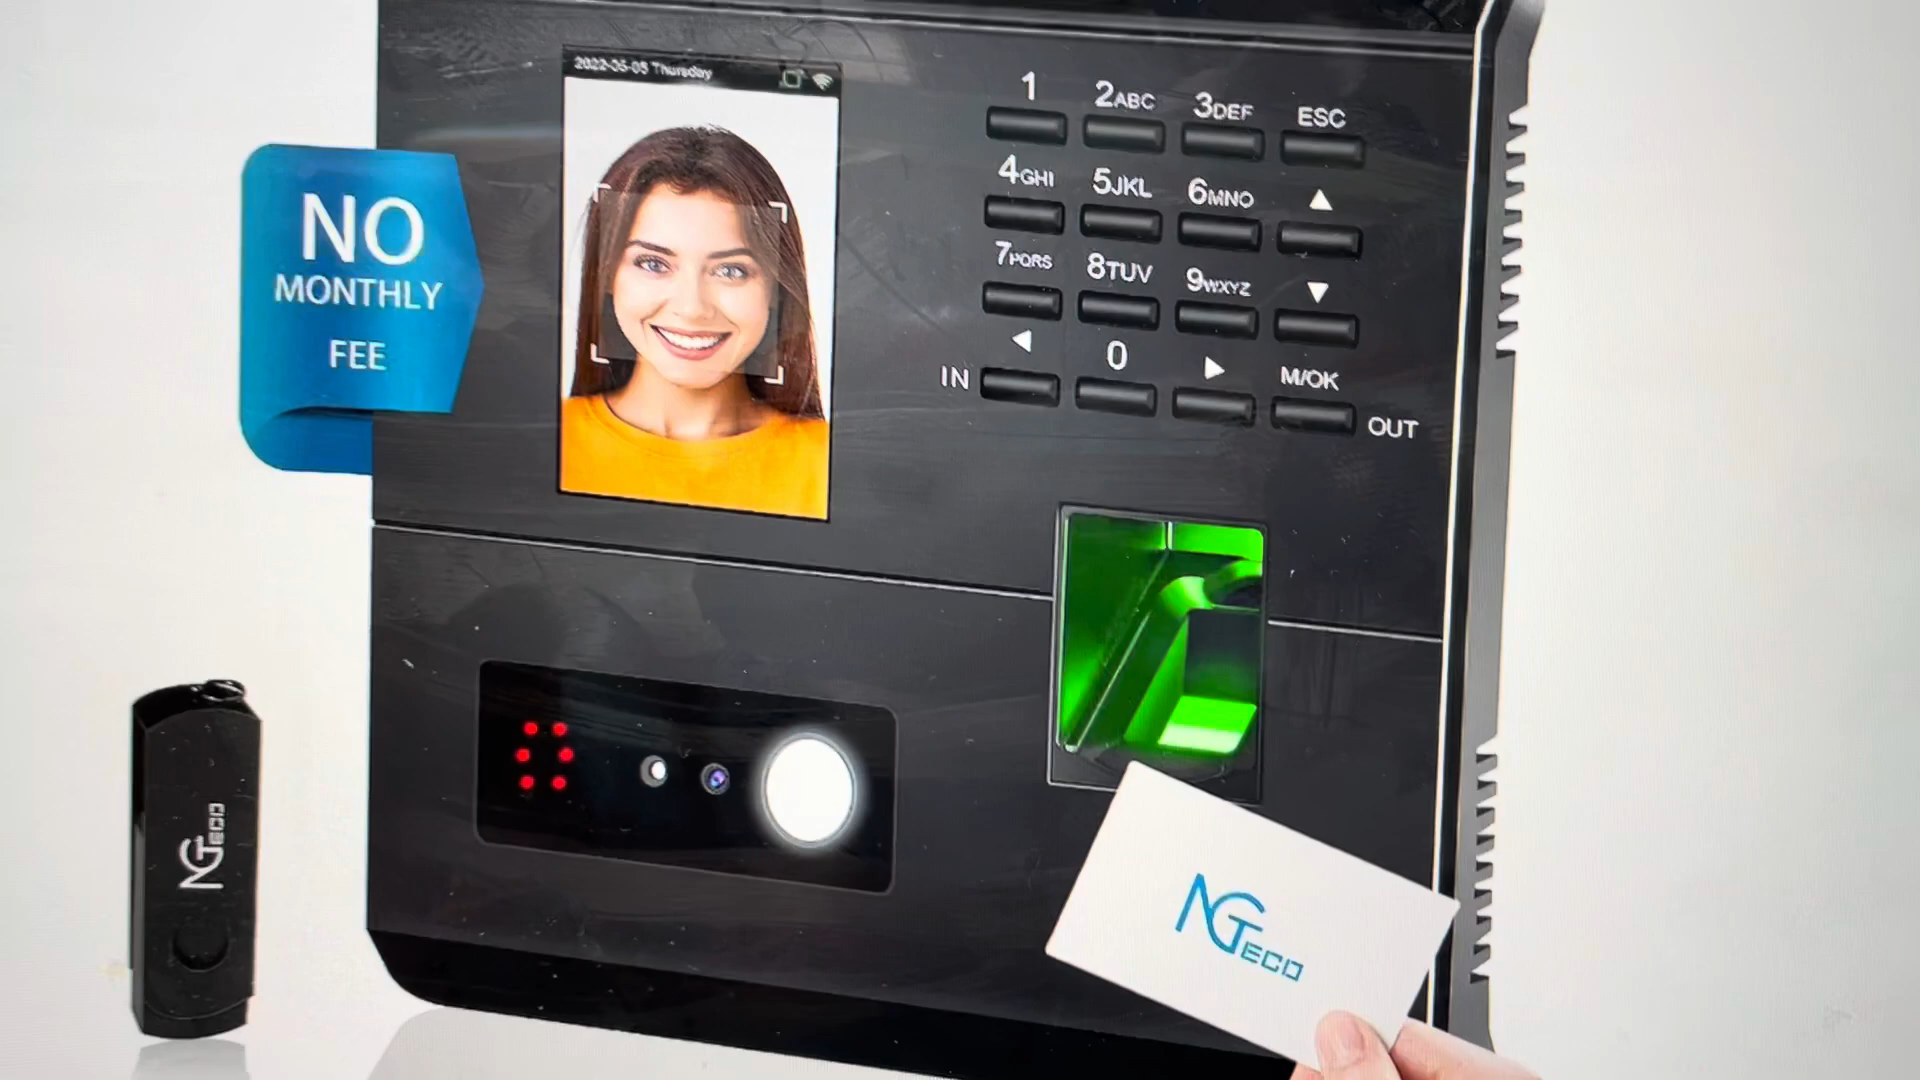 2022-05-05 Thursday
NO
MONTHLY
FEE
1
2ABC
3DEF
ESC
4GHI
5JKL
6MNO
7PQRS
8TUV
9WXYZ
IN
0
M/OK
OUT
NGTECO
NGTECO